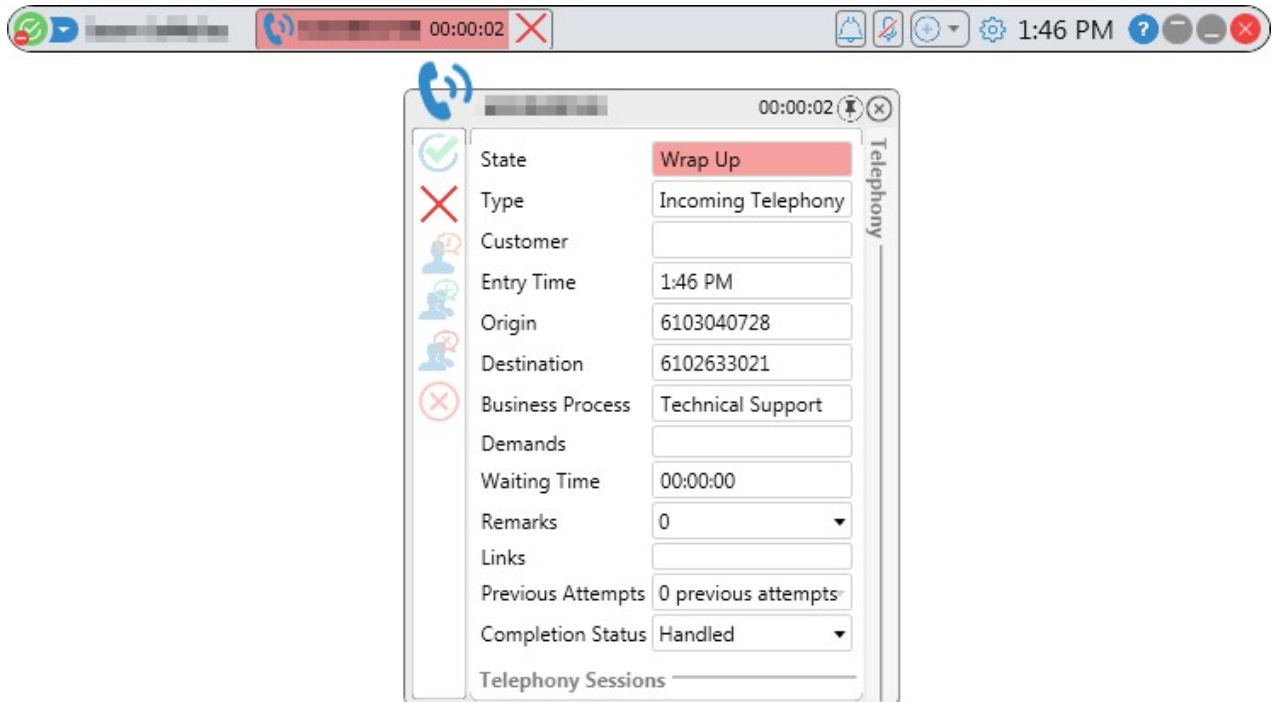 00:00:02 1:46 PM ?
00:00:02
Telephony
State Wrap Up
Type Incoming Telephony
Customer
Entry Time 1:46 PM
Origin 6103040728
Destination 6102633021
Business Process Technical Support
Demands
Waiting Time 00:00:00
Remarks 0
Links
Previous Attempts 0 previous attempts
Completion Status Handled
Telephony Sessions